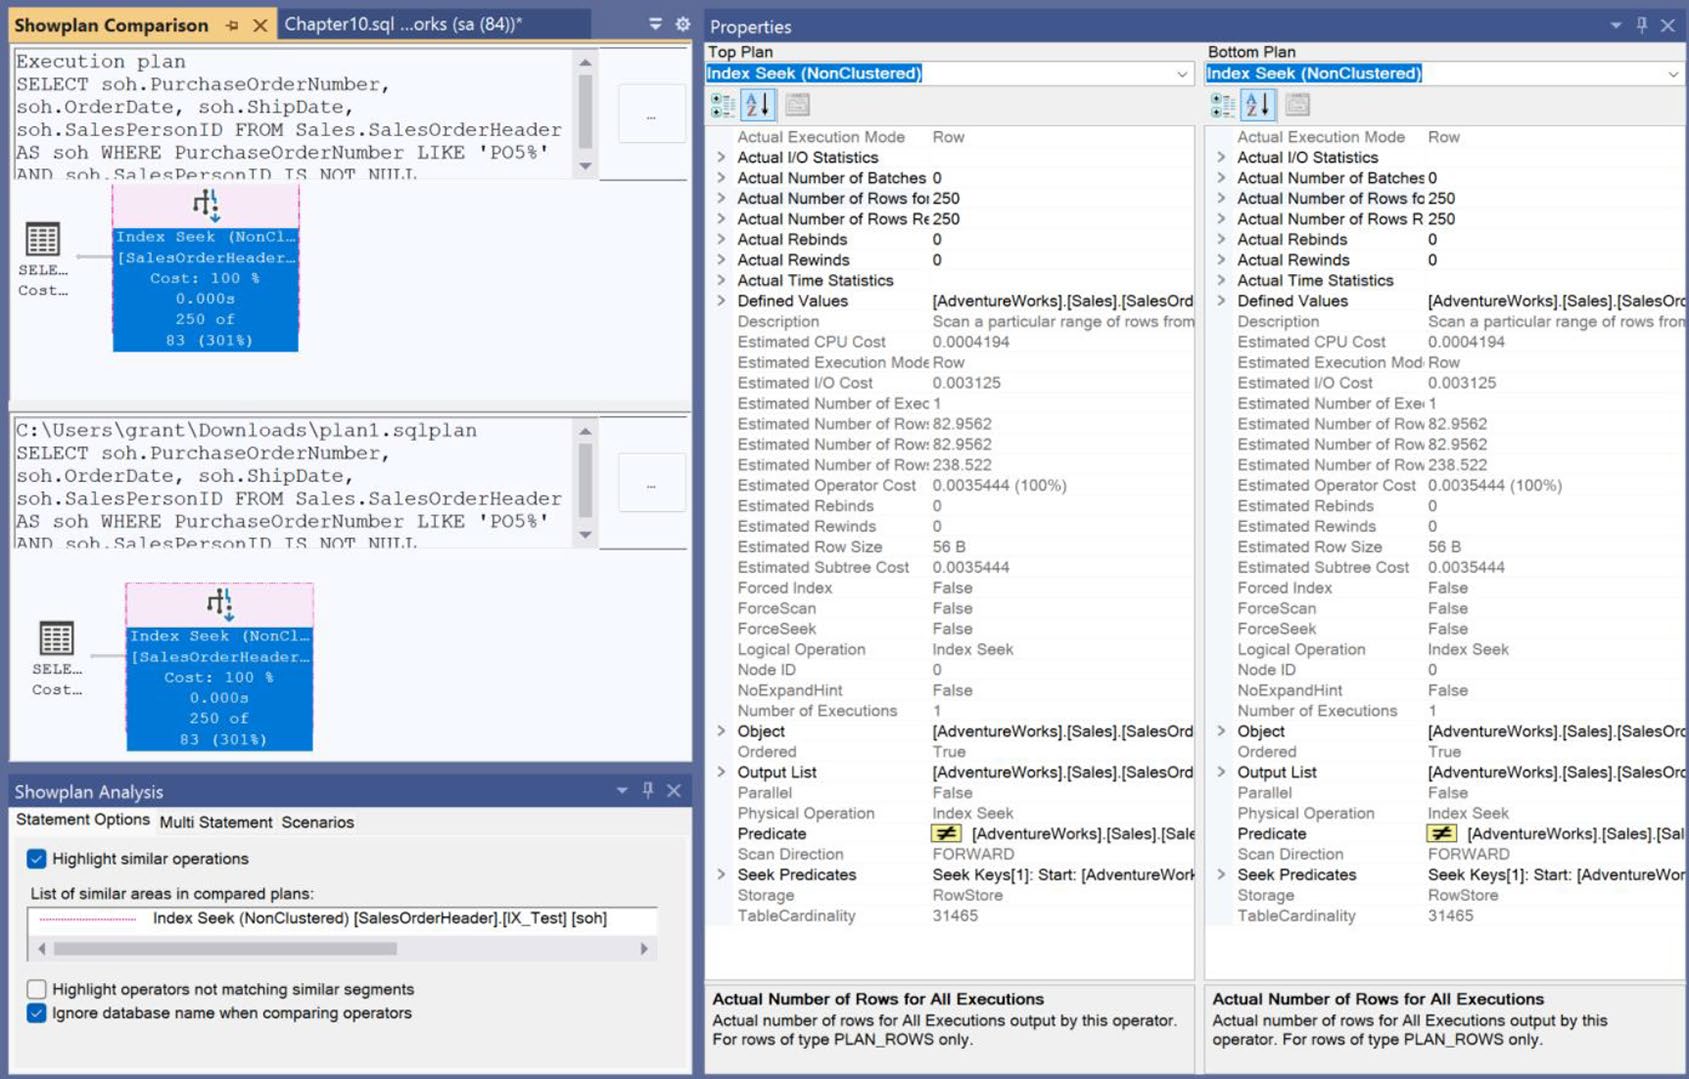 Showplan Comparison
Chapter10.sql ...orks (sa (84))*
Execution plan
SELECT soh.PurchaseOrderNumber,
soh.OrderDate, soh.ShipDate,
soh.SalesPersonID FROM Sales.SalesOrderHeader
AS soh WHERE PurchaseOrderNumber LIKE 'PO5%'
AND soh.SalesPersonID IS NOT NULL
...
SELE...
Cost...
Index Seek (NonCl...
[SalesOrderHeader...
Cost: 100 %
0.000s
250 of
83 (301%)
C:\Users\grant\Downloads\plan1.sqlplan
SELECT soh.PurchaseOrderNumber,
soh.OrderDate, soh.ShipDate,
soh.SalesPersonID FROM Sales.SalesOrderHeader
AS soh WHERE PurchaseOrderNumber LIKE 'PO5%'
AND soh.SalesPersonID IS NOT NULL
...
SELE...
Cost...
Index Seek (NonCl...
[SalesOrderHeader...
Cost: 100 %
0.000s
250 of
83 (301%)
Showplan Analysis
Statement Options Multi Statement Scenarios
Highlight similar operations
List of similar areas in compared plans:
Index Seek (NonClustered) [SalesOrderHeader].[IX_Test] [soh]
Highlight operators not matching similar segments
Ignore database name when comparing operators
Properties
Top Plan
Index Seek (NonClustered)
Actual Execution Mode Row
Actual I/O Statistics
Actual Number of Batches 0
Actual Number of Rows for 250
Actual Number of Rows Re 250
Actual Rebinds 0
Actual Rewinds 0
Actual Time Statistics
Defined Values [AdventureWorks].[Sales].[SalesOrd
Description Scan a particular range of rows from
Estimated CPU Cost 0.0004194
Estimated Execution Mode Row
Estimated I/O Cost 0.003125
Estimated Number of Exec 1
Estimated Number of Rows 82.9562
Estimated Number of Rows 82.9562
Estimated Number of Rows 238.522
Estimated Operator Cost 0.0035444 (100%)
Estimated Rebinds 0
Estimated Rewinds 0
Estimated Row Size 56 B
Estimated Subtree Cost 0.0035444
Forced Index False
ForceScan False
ForceSeek False
Logical Operation Index Seek
Node ID 0
NoExpandHint False
Number of Executions 1
Object [AdventureWorks].[Sales].[SalesOrd
Ordered True
Output List [AdventureWorks].[Sales].[SalesOrd
Parallel False
Physical Operation Index Seek
Predicate ≠ [AdventureWorks].[Sales].[Sale
Scan Direction FORWARD
Seek Predicates Seek Keys[1]: Start: [AdventureWork
Storage RowStore
TableCardinality 31465
Actual Number of Rows for All Executions
Actual number of rows for All Executions output by this operator.
For rows of type PLAN_ROWS only.
Bottom Plan
Index Seek (NonClustered)
Actual Execution Mode Row
Actual I/O Statistics
Actual Number of Batches 0
Actual Number of Rows fo 250
Actual Number of Rows R 250
Actual Rebinds 0
Actual Rewinds 0
Actual Time Statistics
Defined Values [AdventureWorks].[Sales].[SalesOrd
Description Scan a particular range of rows from
Estimated CPU Cost 0.0004194
Estimated Execution Mod Row
Estimated I/O Cost 0.003125
Estimated Number of Exe 1
Estimated Number of Row 82.9562
Estimated Number of Row 82.9562
Estimated Number of Row 238.522
Estimated Operator Cost 0.0035444 (100%)
Estimated Rebinds 0
Estimated Rewinds 0
Estimated Row Size 56 B
Estimated Subtree Cost 0.0035444
Forced Index False
ForceScan False
ForceSeek False
Logical Operation Index Seek
Node ID 0
NoExpandHint False
Number of Executions 1
Object [AdventureWorks].[Sales].[SalesOrd
Ordered True
Output List [AdventureWorks].[Sales].[SalesOrd
Parallel False
Physical Operation Index Seek
Predicate ≠ [AdventureWorks].[Sales].[Sal
Scan Direction FORWARD
Seek Predicates Seek Keys[1]: Start: [AdventureWor
Storage RowStore
TableCardinality 31465
Actual Number of Rows for All Executions
Actual number of rows for All Executions output by this
operator. For rows of type PLAN_ROWS only.